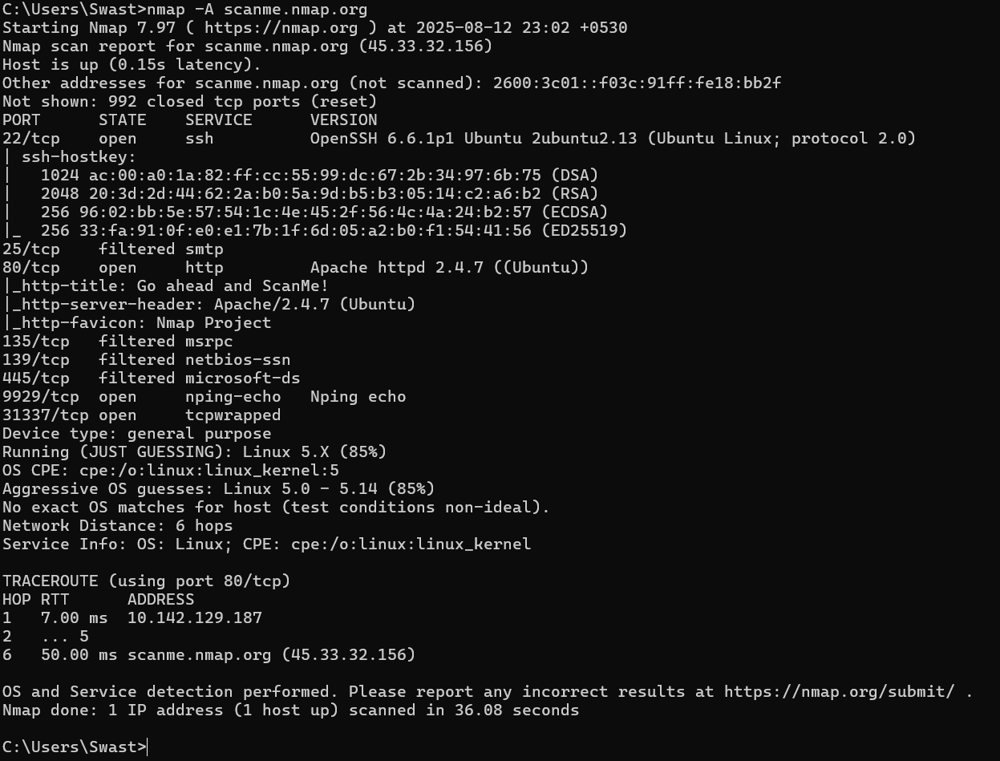 C:\Users\Swast>nmap -A scanme.nmap.org
Starting Nmap 7.97 ( https://nmap.org ) at 2025-08-12 23:02 +0530
Nmap scan report for scanme.nmap.org (45.33.32.156)
Host is up (0.15s latency).
Other addresses for scanme.nmap.org (not scanned): 2600:3c01::f03c:91ff:fe18:bb2f
Not shown: 992 closed tcp ports (reset)
PORT      STATE    SERVICE      VERSION
22/tcp    open     ssh          OpenSSH 6.6.1p1 Ubuntu 2ubuntu2.13 (Ubuntu Linux; protocol 2.0)
| ssh-hostkey:
|   1024 ac:00:a0:1a:82:ff:cc:55:99:dc:67:2b:34:97:6b:75 (DSA)
|   2048 20:3d:2d:44:62:2a:b0:5a:9d:b5:b3:05:14:c2:a6:b2 (RSA)
|   256 96:02:bb:5e:57:54:1c:4e:45:2f:56:4c:4a:24:b2:57 (ECDSA)
|_  256 33:fa:91:0f:e0:e1:7b:1f:6d:05:a2:b0:f1:54:41:56 (ED25519)
25/tcp    filtered smtp
80/tcp    open     http         Apache httpd 2.4.7 ((Ubuntu))
|_http-title: Go ahead and ScanMe!
|_http-server-header: Apache/2.4.7 (Ubuntu)
|_http-favicon: Nmap Project
135/tcp   filtered msrpc
139/tcp   filtered netbios-ssn
445/tcp   filtered microsoft-ds
9929/tcp  open     nping-echo   Nping echo
31337/tcp open     tcpwrapped
Device type: general purpose
Running (JUST GUESSING): Linux 5.X (85%)
OS CPE: cpe:/o:linux:linux_kernel:5
Aggressive OS guesses: Linux 5.0 - 5.14 (85%)
No exact OS matches for host (test conditions non-ideal).
Network Distance: 6 hops
Service Info: OS: Linux; CPE: cpe:/o:linux:linux_kernel

TRACEROUTE (using port 80/tcp)
HOP RTT      ADDRESS
1   7.00 ms  10.142.129.187
2   ... 5
6   50.00 ms scanme.nmap.org (45.33.32.156)

OS and Service detection performed. Please report any incorrect results at https://nmap.org/submit/ .
Nmap done: 1 IP address (1 host up) scanned in 36.08 seconds

C:\Users\Swast>